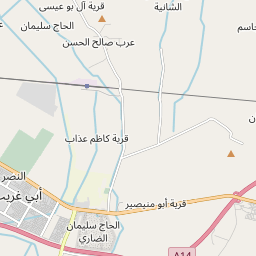 قرية آل بو عيسى
الشانية
الحاج سليمان
عرب صالح الحسن
قرية كاظم عذاب
النصر
أبي غريب
قرية أبو منيصير
الحاج سليمان
الضاري
A14